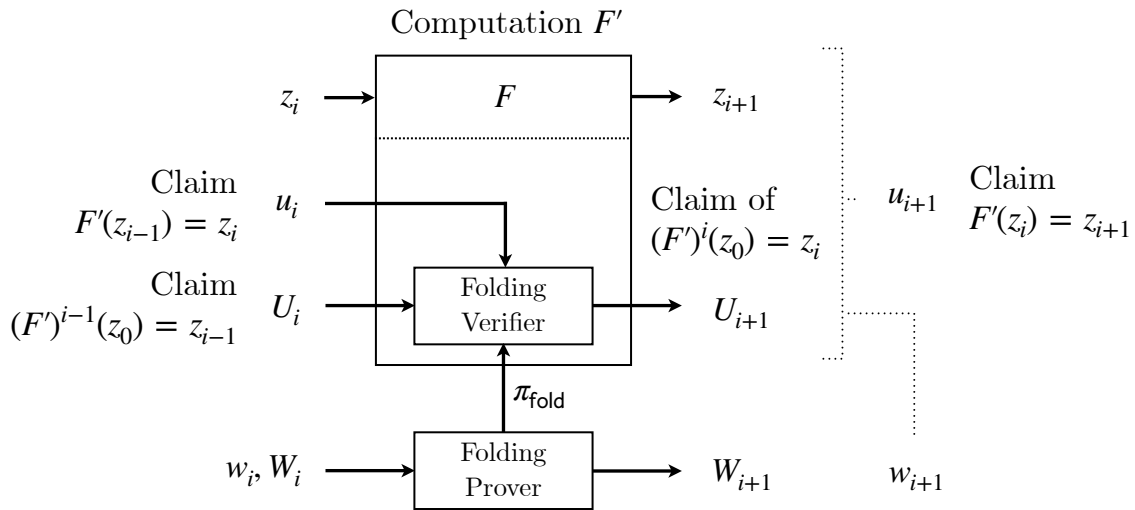 Computation F′
z_i
F
z_{i+1}
Claim
F′(z_{i−1}) = z_i
u_i
Claim of
(F′)^i(z_0) = z_i
u_{i+1}
Claim
F′(z_i) = z_{i+1}
Claim
(F′)^{i−1}(z_0) = z_{i−1}
U_i
Folding
Verifier
U_{i+1}
π_fold
w_i, W_i
Folding
Prover
W_{i+1}
w_{i+1}